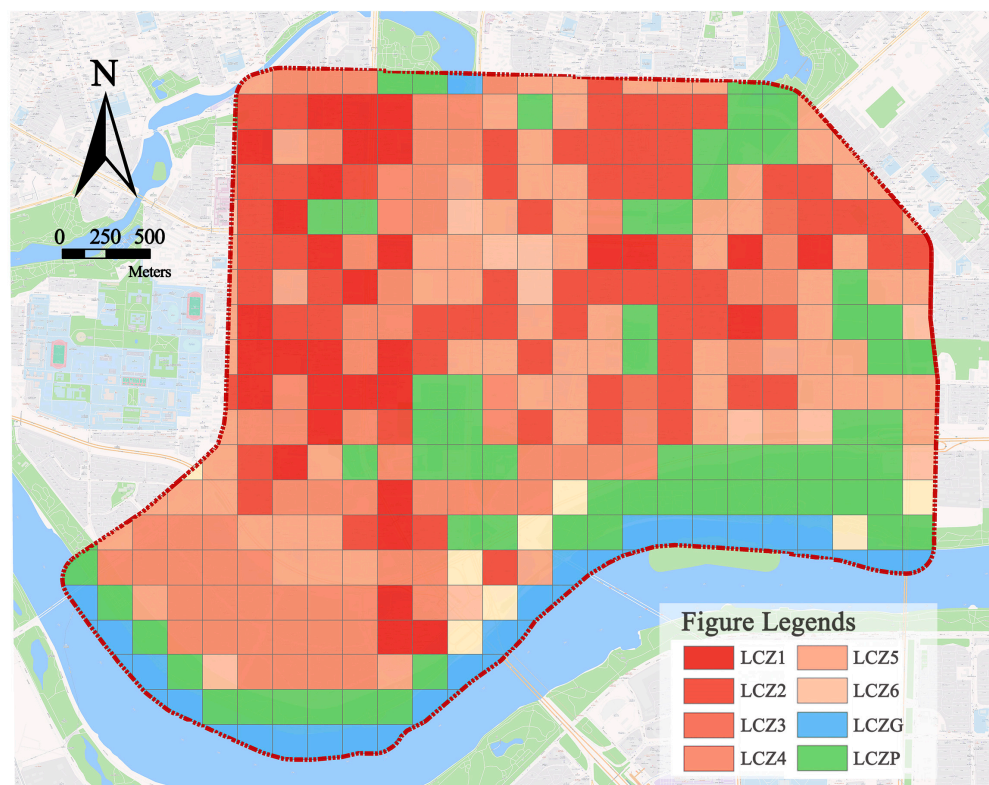 N
0 250 500
Meters
Figure Legends
LCZ1 LCZ5
LCZ2 LCZ6
LCZ3 LCZG
LCZ4 LCZP